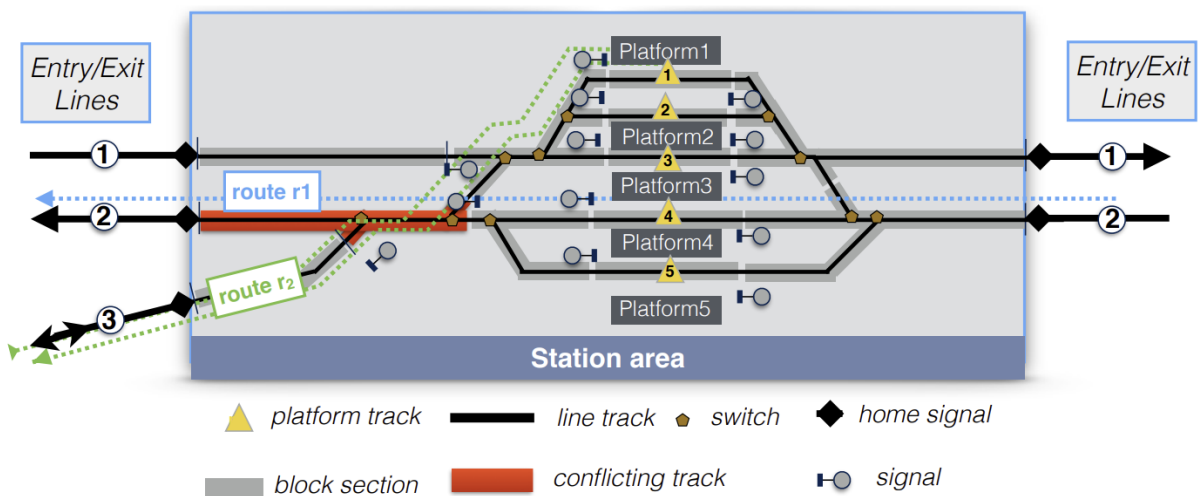 Entry/Exit
Lines
Entry/Exit
Lines
Platform1
1
2
Platform2
3
Platform3
4
Platform4
5
Platform5
1
1
route r1
2
2
route r2
3
Station area
platform track
line track
switch
home signal
block section
conflicting track
signal